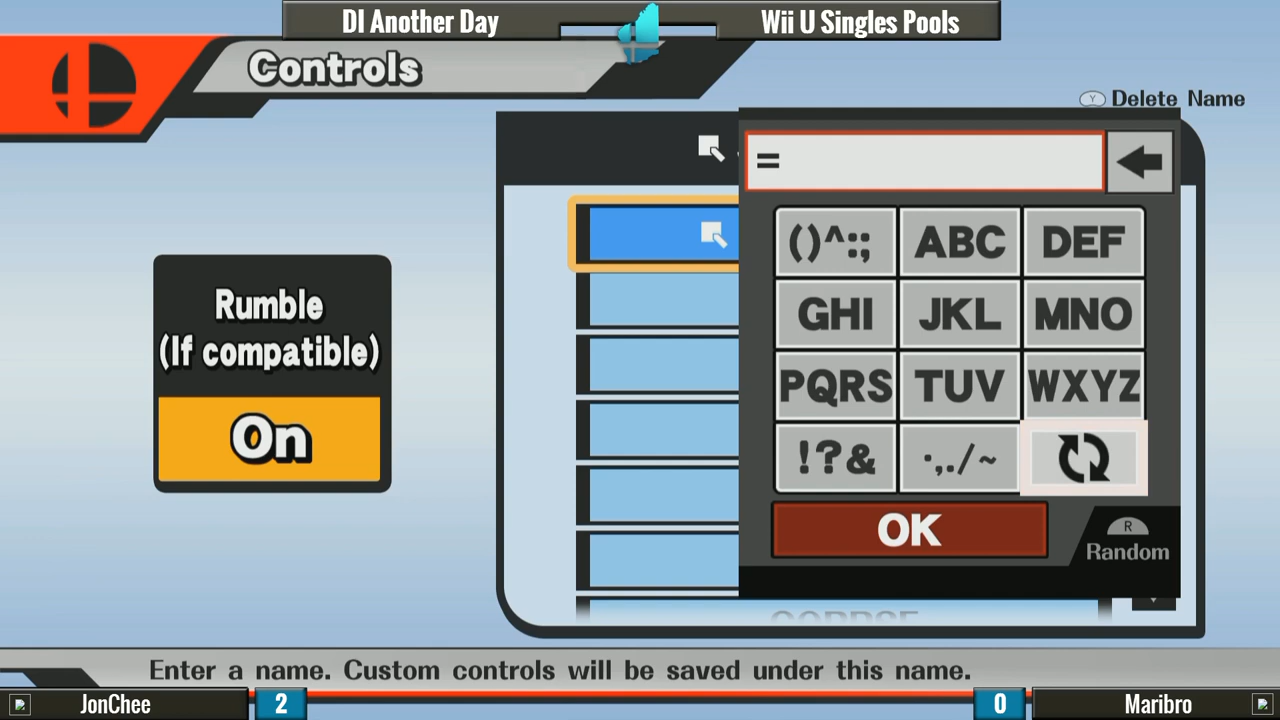 DI Another Day
Wii U Singles Pools
Controls
Y Delete Name
=
()^:; ABC DEF
GHI JKL MNO
PQRS TUV WXYZ
!?& ·,./~
OK
R
Random
Rumble
(If compatible)
On
CORPSE
Enter a name. Custom controls will be saved under this name.
JonChee 2 0 Maribro